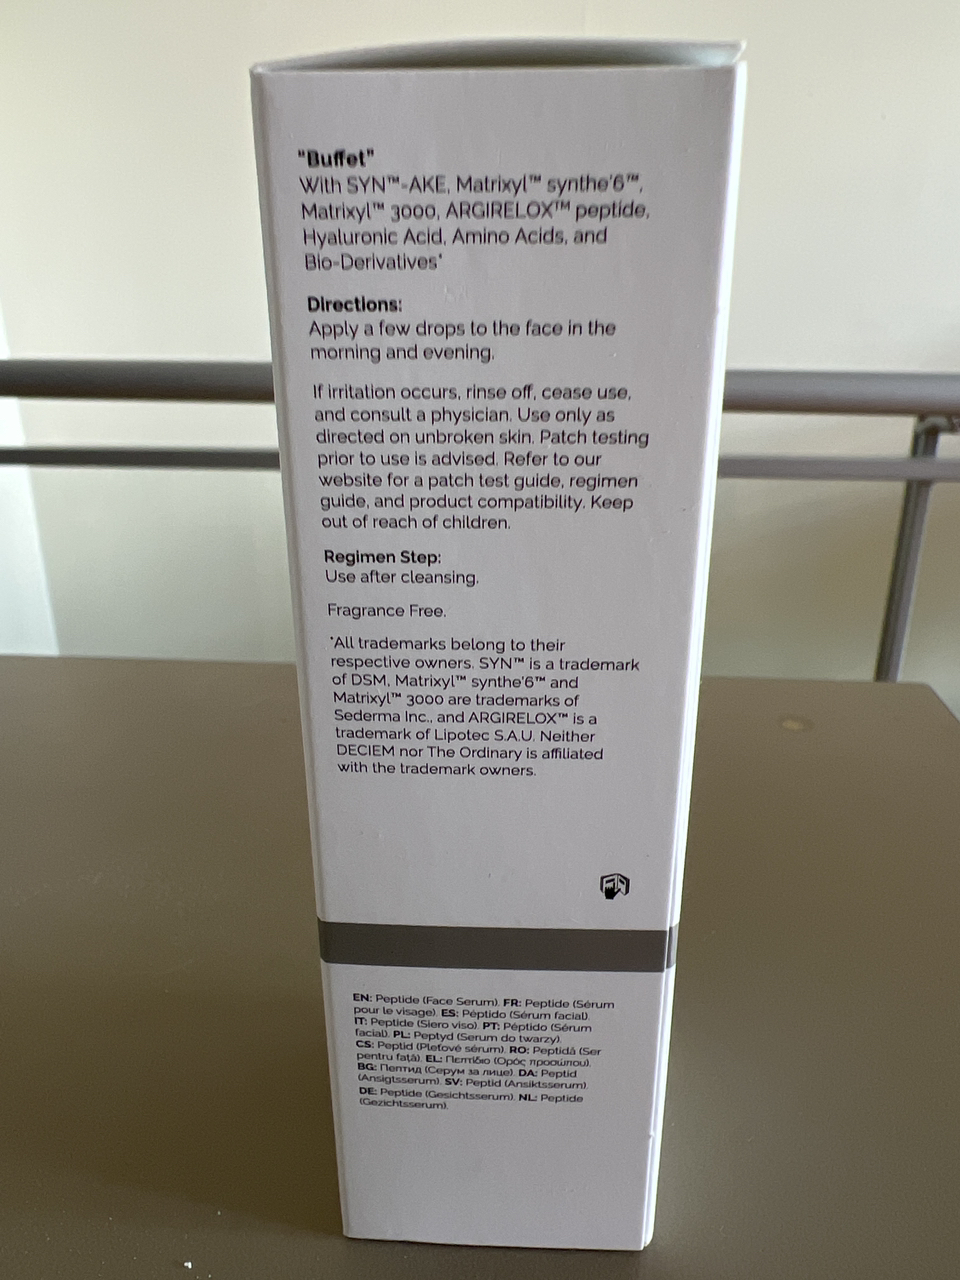 "Buffet"
With SYN™-AKE, Matrixyl™ synthe'6™,
Matrixyl™ 3000, ARGIRELOX™ peptide,
Hyaluronic Acid, Amino Acids, and
Bio-Derivatives*
Directions:
Apply a few drops to the face in the
morning and evening.
If irritation occurs, rinse off, cease use,
and consult a physician. Use only as
directed on unbroken skin. Patch testing
prior to use is advised. Refer to our
website for a patch test guide, regimen
guide, and product compatibility. Keep
out of reach of children.
Regimen Step:
Use after cleansing.
Fragrance Free.
*All trademarks belong to their
respective owners. SYN™ is a trademark
of DSM, Matrixyl™ synthe'6™ and
Matrixyl™ 3000 are trademarks of
Sederma Inc., and ARGIRELOX™ is a
trademark of Lipotec S.A.U. Neither
DECIEM nor The Ordinary is affiliated
with the trademark owners.
EN: Peptide (Face Serum). FR: Peptide (Sérum
pour le visage). ES: Péptido (Sérum facial).
IT: Peptide (Siero viso). PT: Péptido (Sérum
facial). PL: Peptyd (Serum do twarzy).
CS: Peptid (Pleťové sérum). RO: Peptidă (Ser
pentru față). EL: Πεπτίδιο (Ορός προσώπου).
BG: Пептид (Серум за лице). DA: Peptid
(Ansigtsserum). SV: Peptid (Ansiktsserum).
DE: Peptide (Gesichtsserum). NL: Peptide
(Gezichtsserum).